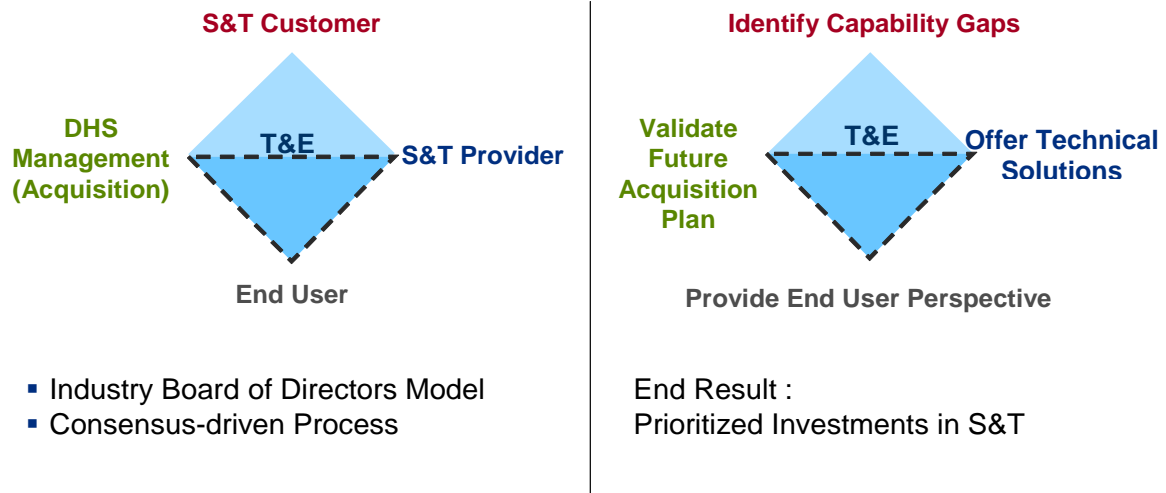 S&T Customer
DHS
Management
(Acquisition)
T&E
S&T Provider
End User
▪ Industry Board of Directors Model
▪ Consensus-driven Process
Identify Capability Gaps
Validate
Future
Acquisition
Plan
T&E
Offer Technical
Solutions
Provide End User Perspective
End Result :
Prioritized Investments in S&T